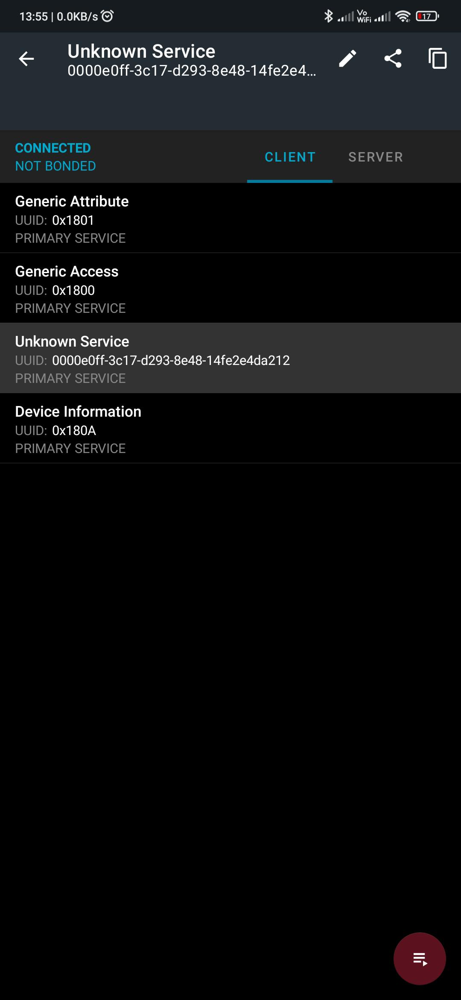 13:55 | 0.0KB/s
Vo WiFi
17
Unknown Service
0000e0ff-3c17-d293-8e48-14fe2e4...
CONNECTED
NOT BONDED
CLIENT
SERVER
Generic Attribute
UUID: 0x1801
PRIMARY SERVICE
Generic Access
UUID: 0x1800
PRIMARY SERVICE
Unknown Service
UUID: 0000e0ff-3c17-d293-8e48-14fe2e4da212
PRIMARY SERVICE
Device Information
UUID: 0x180A
PRIMARY SERVICE